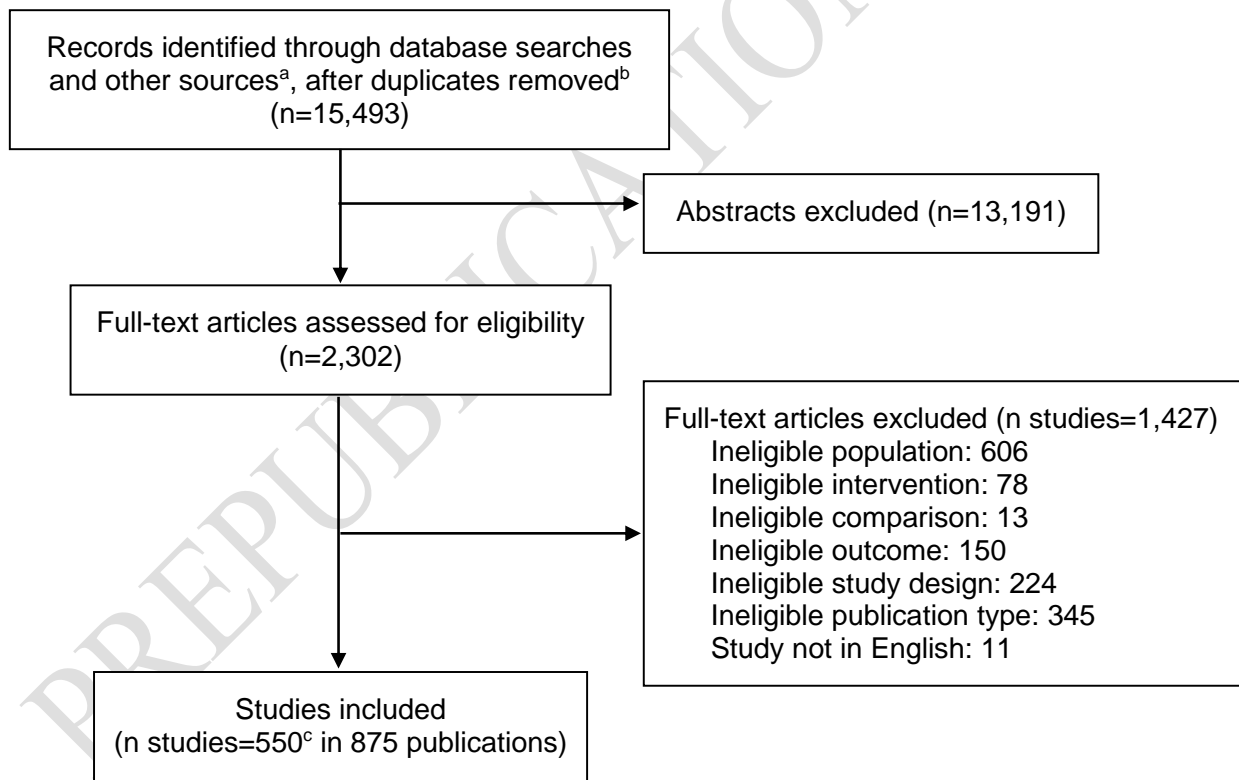 Records identified through database searches
and other sourcesᵃ, after duplicates removedᵇ
(n=15,493)
Abstracts excluded (n=13,191)
Full-text articles assessed for eligibility
(n=2,302)
Full-text articles excluded (n studies=1,427)
Ineligible population: 606
Ineligible intervention: 78
Ineligible comparison: 13
Ineligible outcome: 150
Ineligible study design: 224
Ineligible publication type: 345
Study not in English: 11
Studies included
(n studies=550ᶜ in 875 publications)
PREPUBLICATION